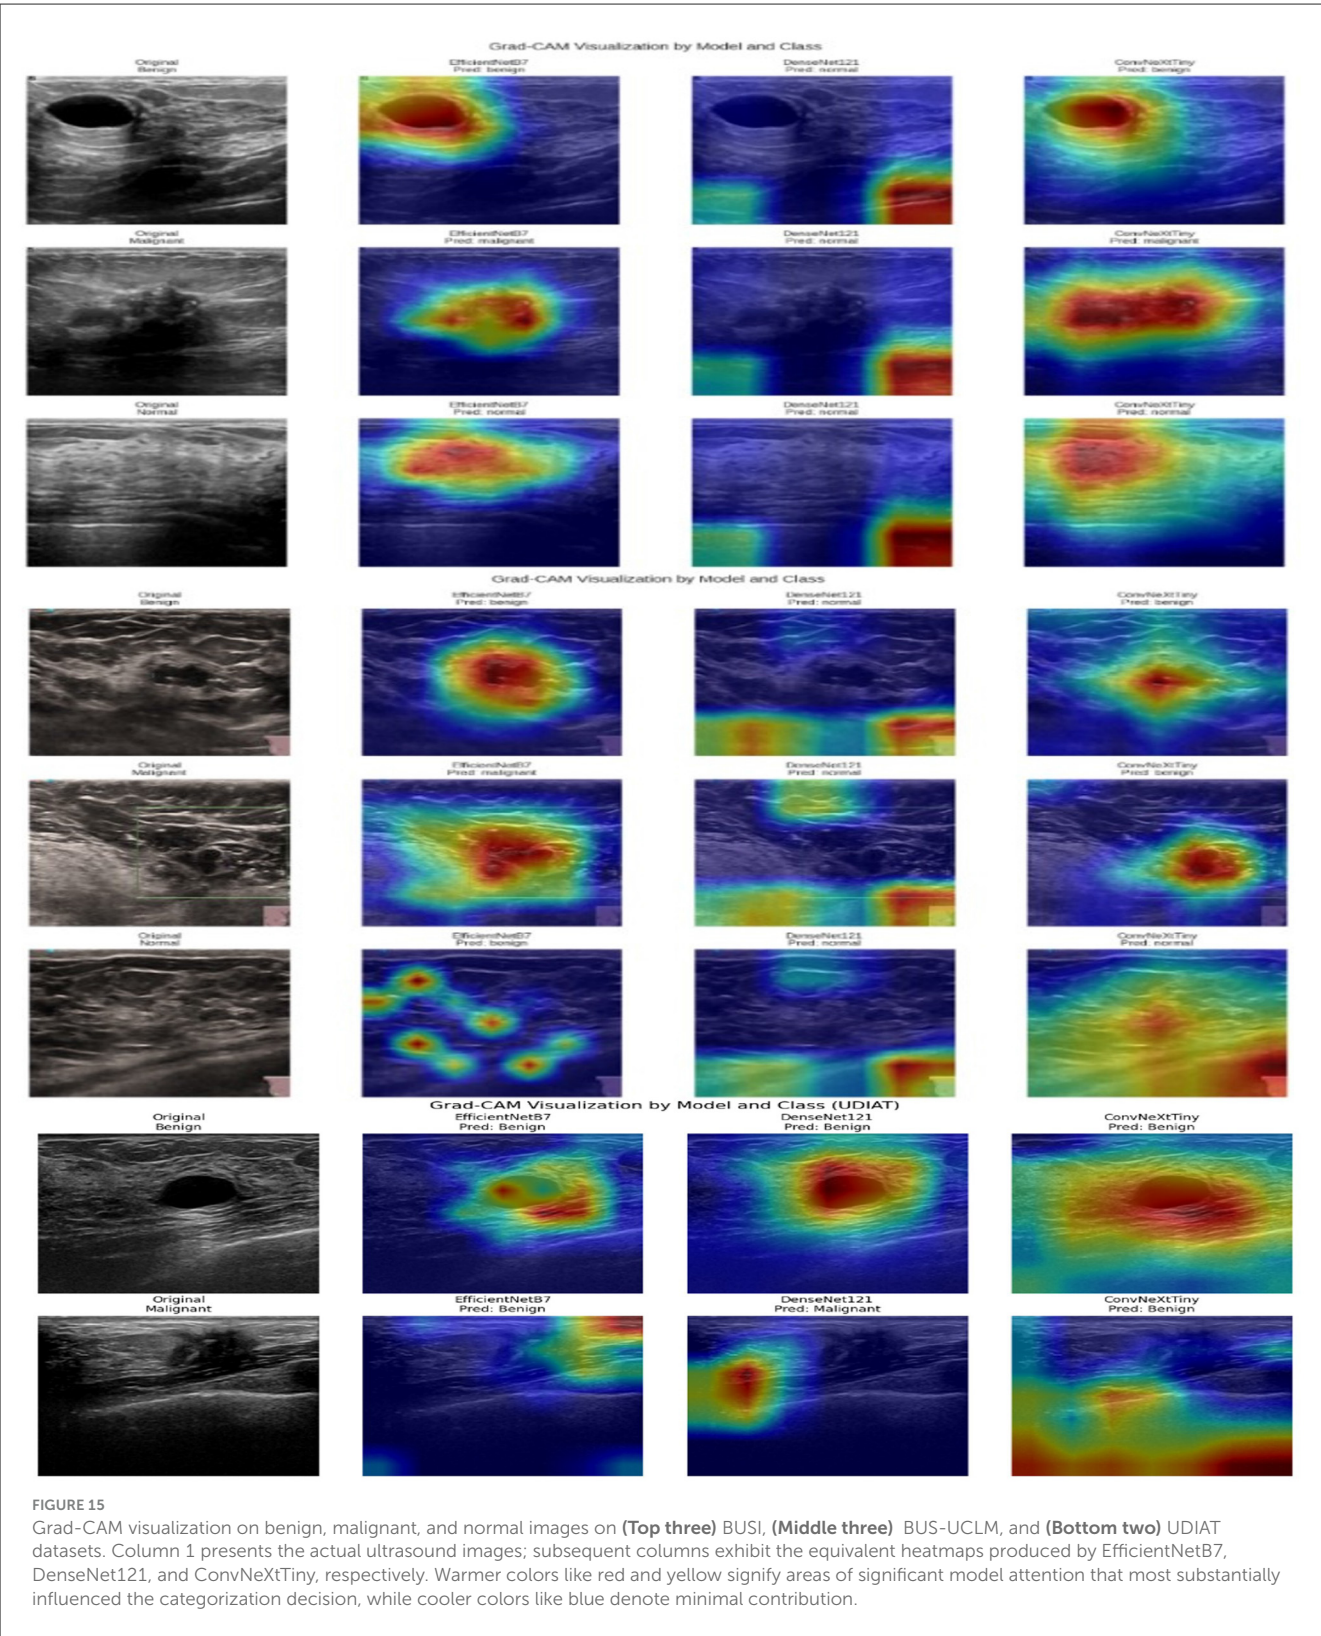 Grad-CAM Visualization by Model and Class
Original
Benign
EfficientNetB7
Pred: benign
DenseNet121
Pred: normal
ConvNeXtTiny
Pred: benign
Original
Malignant
EfficientNetB7
Pred: malignant
DenseNet121
Pred: normal
ConvNeXtTiny
Pred: malignant
Original
Normal
EfficientNetB7
Pred: normal
DenseNet121
Pred: normal
ConvNeXtTiny
Pred: normal
Grad-CAM Visualization by Model and Class
Original
Benign
EfficientNetB7
Pred: benign
DenseNet121
Pred: normal
ConvNeXtTiny
Pred: benign
Original
Malignant
EfficientNetB7
Pred: malignant
DenseNet121
Pred: normal
ConvNeXtTiny
Pred: benign
Original
Normal
EfficientNetB7
Pred: benign
DenseNet121
Pred: normal
ConvNeXtTiny
Pred: normal
Grad-CAM Visualization by Model and Class (UDIAT)
Original
Benign
EfficientNetB7
Pred: Benign
DenseNet121
Pred: Benign
ConvNeXtTiny
Pred: Benign
Original
Malignant
EfficientNetB7
Pred: Benign
DenseNet121
Pred: Malignant
ConvNeXtTiny
Pred: Benign
FIGURE 15
Grad-CAM visualization on benign, malignant, and normal images on (Top three) BUSI, (Middle three) BUS-UCLM, and (Bottom two) UDIAT
datasets. Column 1 presents the actual ultrasound images; subsequent columns exhibit the equivalent heatmaps produced by EfficientNetB7,
DenseNet121, and ConvNeXtTiny, respectively. Warmer colors like red and yellow signify areas of significant model attention that most substantially
influenced the categorization decision, while cooler colors like blue denote minimal contribution.